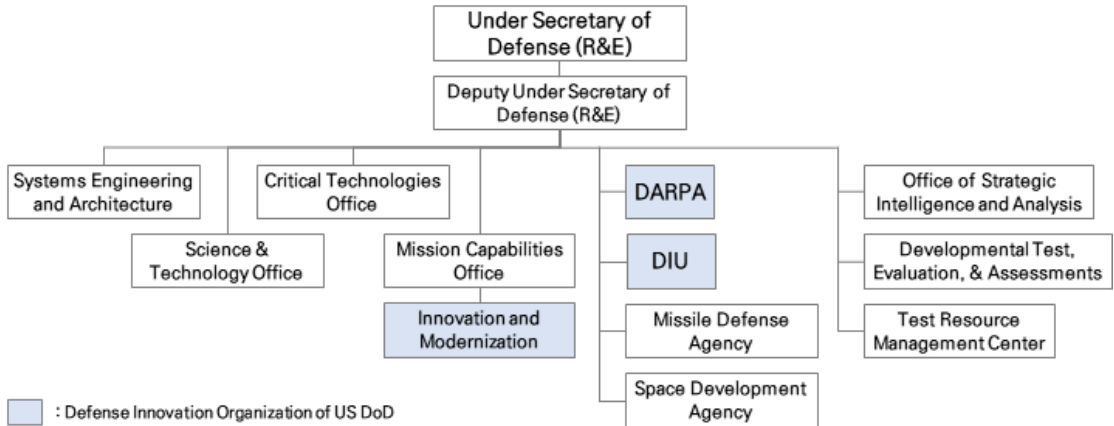 Under Secretary of
Defense (R&E)
Deputy Under Secretary of
Defense (R&E)
Systems Engineering
and Architecture
Critical Technologies
Office
DARPA
Office of Strategic
Intelligence and Analysis
Science &
Technology Office
Mission Capabilities
Office
DIU
Developmental Test,
Evaluation, & Assessments
Innovation and
Modernization
Missile Defense
Agency
Test Resource
Management Center
Space Development
Agency
: Defense Innovation Organization of US DoD